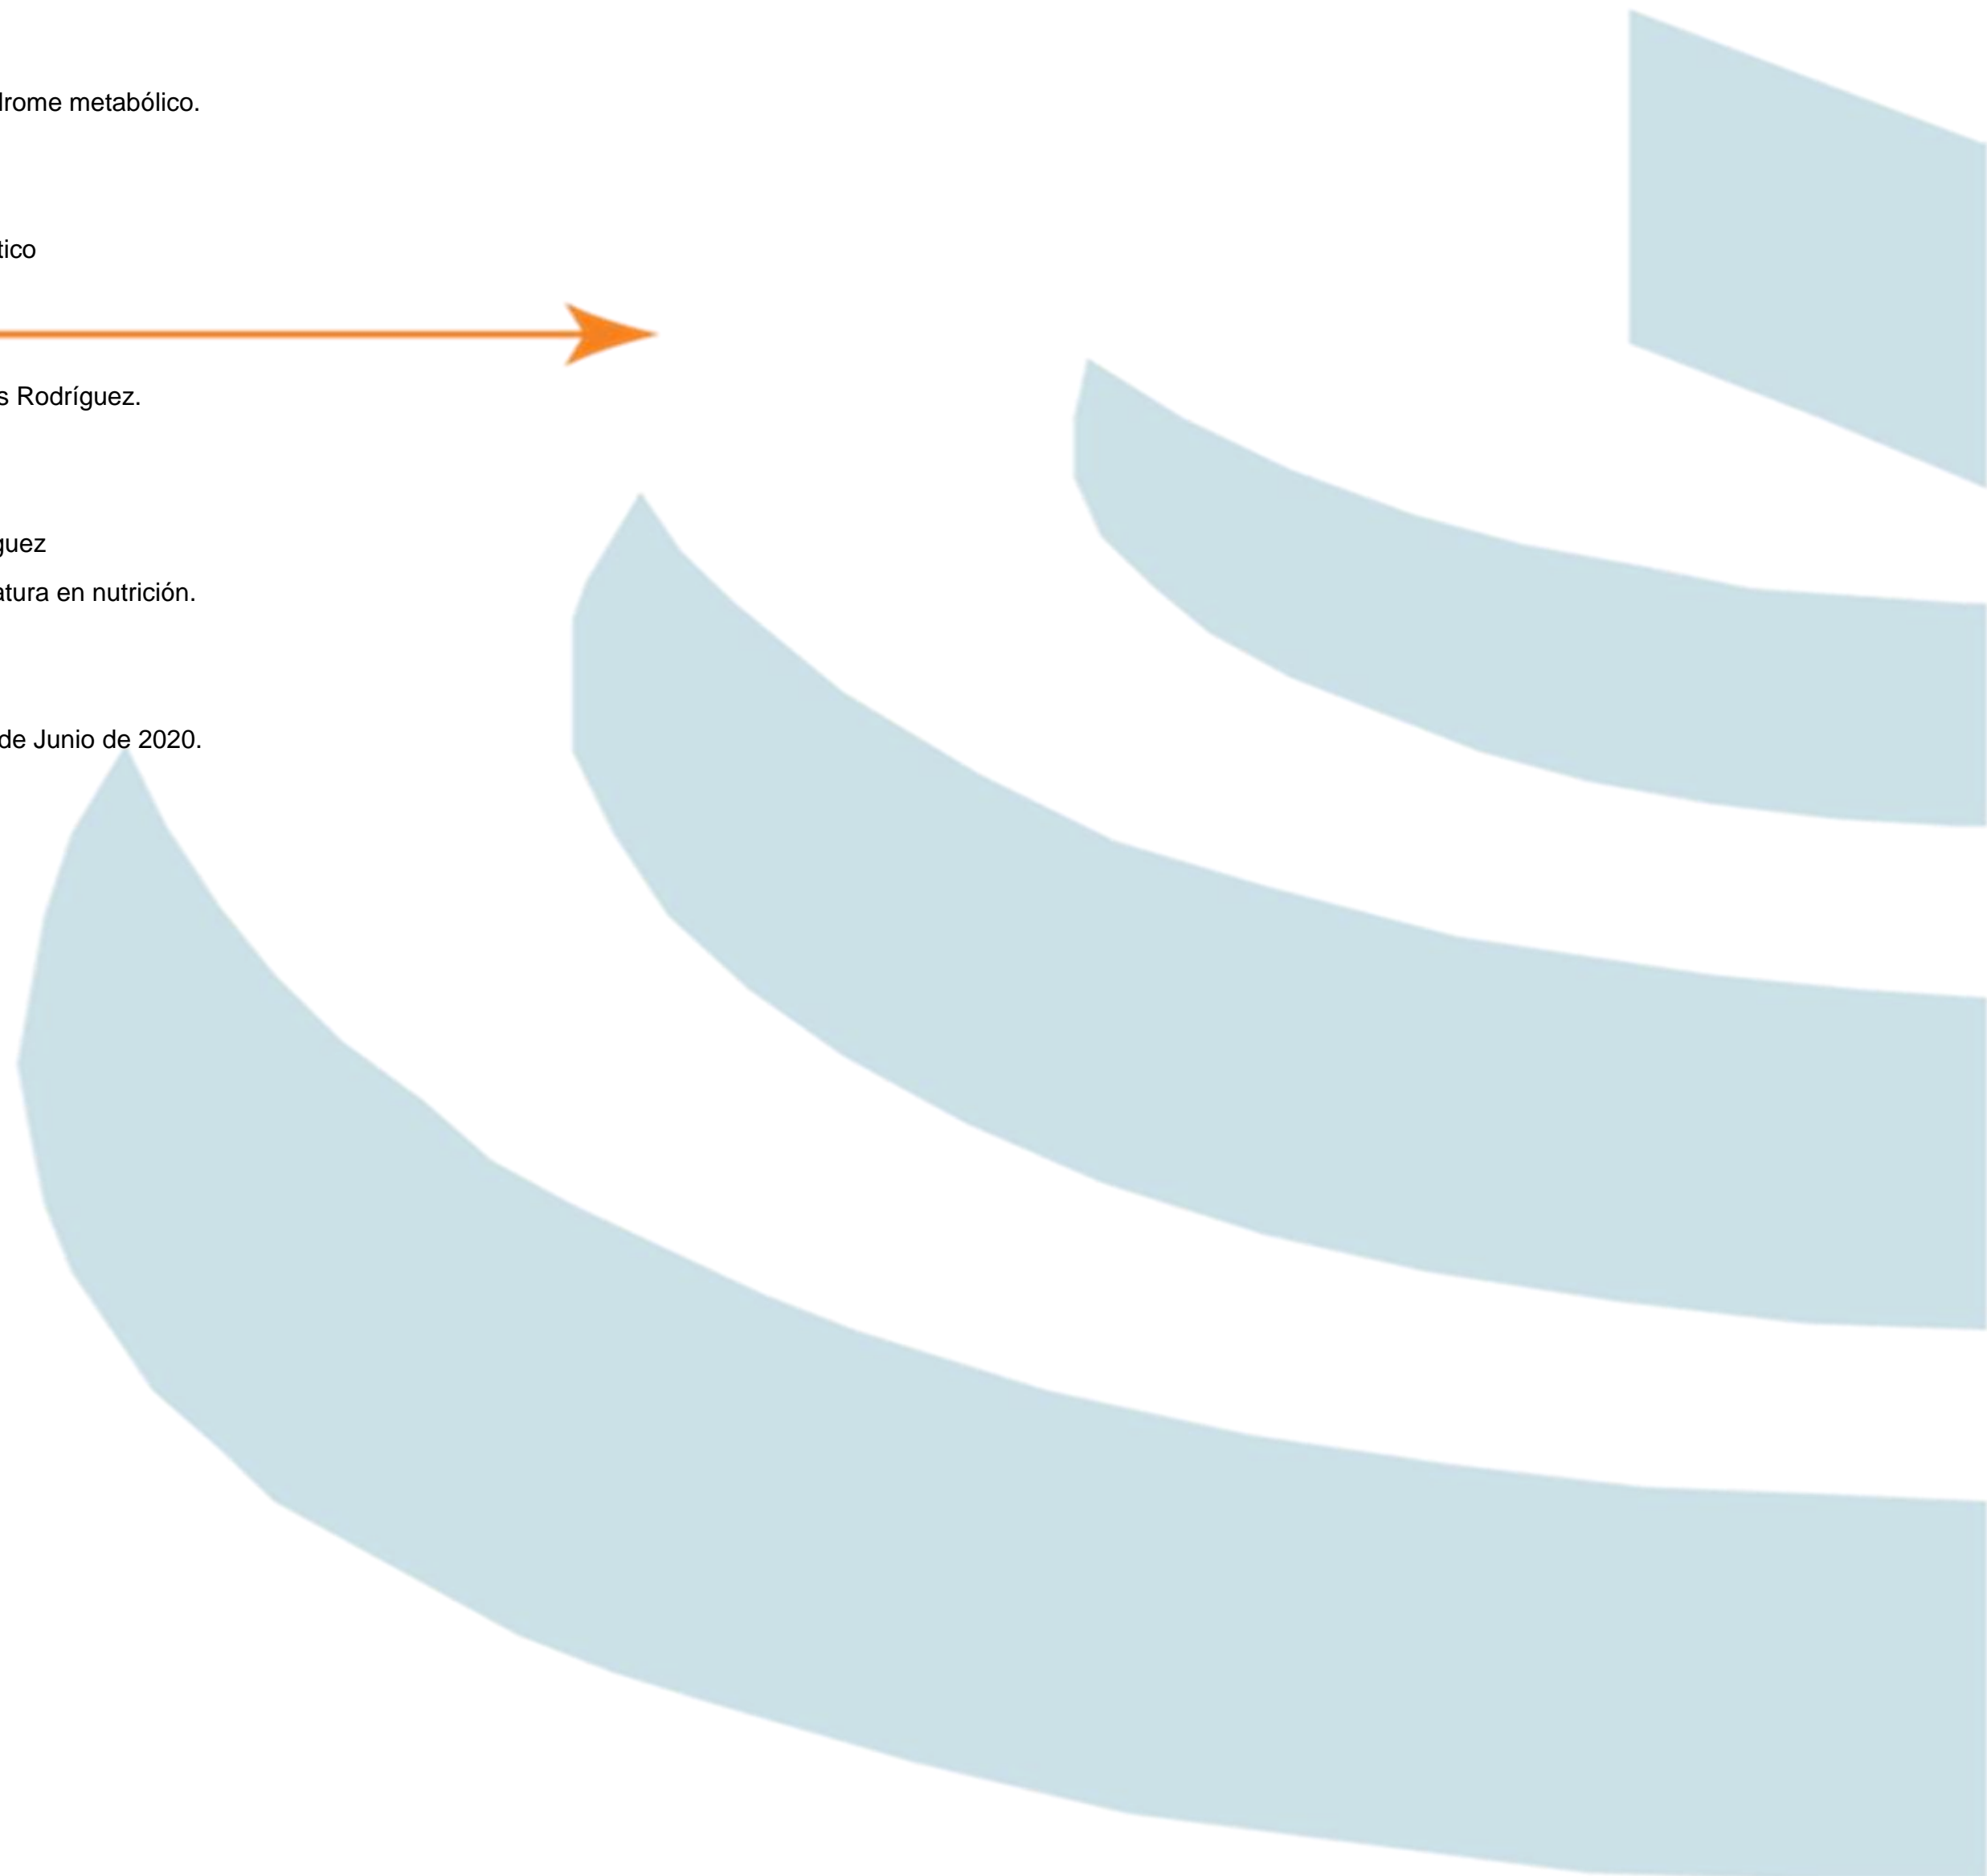 drome metabólico.
tico
s Rodríguez.
guez
atura en nutrición.
de Junio de 2020.